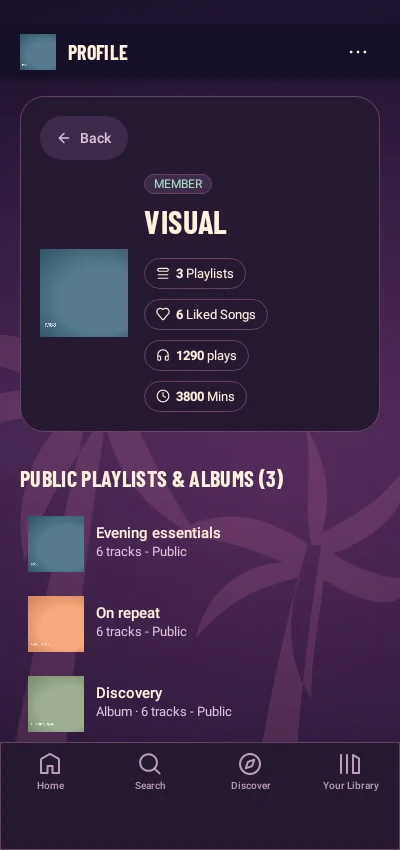 PROFILE
Back
MEMBER
VISUAL
3 Playlists
6 Liked Songs
1290 plays
3800 Mins
PUBLIC PLAYLISTS & ALBUMS (3)
Evening essentials
6 tracks - Public
On repeat
6 tracks - Public
Discovery
Album · 6 tracks - Public
Home
Search
Discover
Your Library